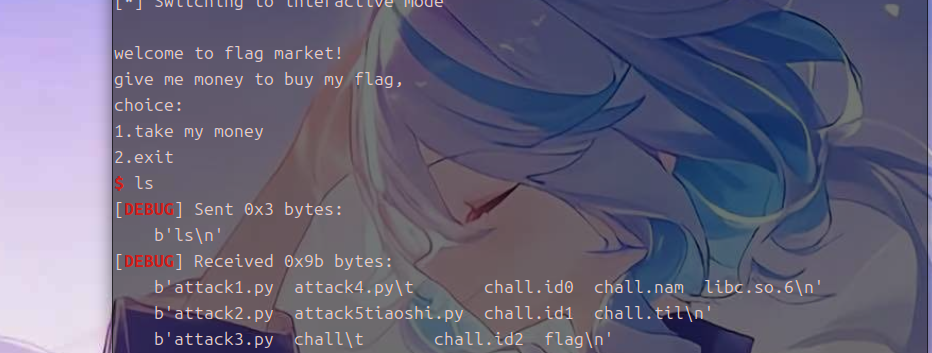 [*] Switching to interactive mode
welcome to flag market!
give me money to buy my flag,
choice:
1.take my money
2.exit
$ ls
[DEBUG] Sent 0x3 bytes:
    b'ls\n'
[DEBUG] Received 0x9b bytes:
    b'attack1.py  attack4.py\t       chall.id0  chall.nam  libc.so.6\n'
    b'attack2.py  attack5tiaoshi.py  chall.id1  chall.til\n'
    b'attack3.py  chall\t       chall.id2  flag\n'